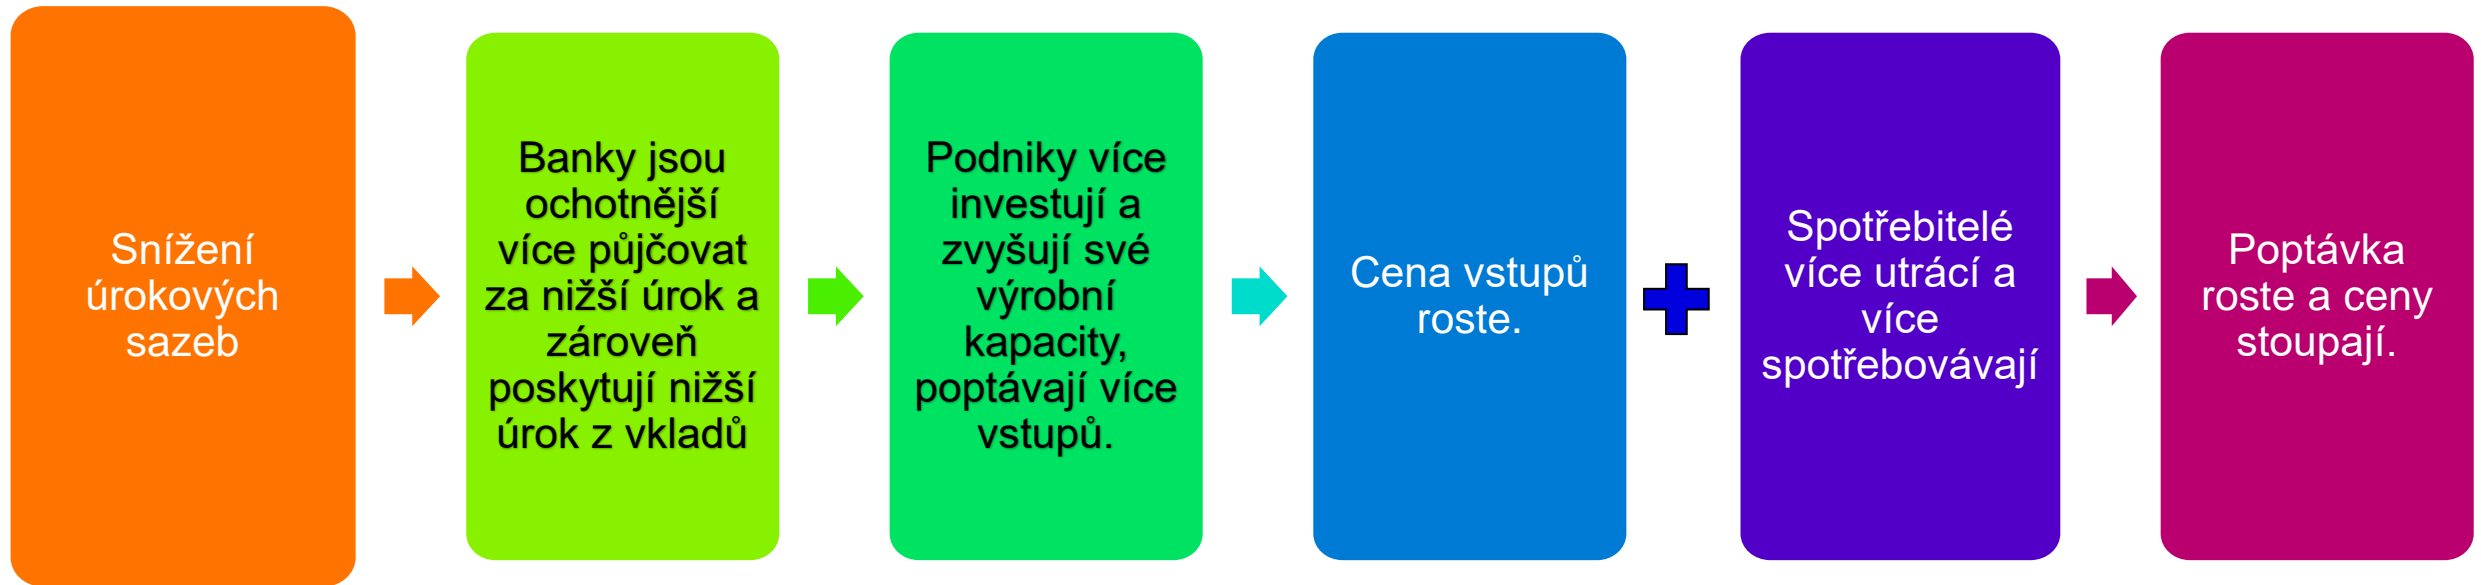 Snížení
úrokových
sazeb
Banky jsou
ochotnější
více půjčovat
za nižší úrok a
zároveň
poskytují nižší
úrok z vkladů
Podniky více
investují a
zvyšují své
výrobní
kapacity,
poptávají více
vstupů.
Cena vstupů
roste.
Spotřebitelé
více utrácí a
více
spotřebovávají
Poptávka
roste a ceny
stoupají.